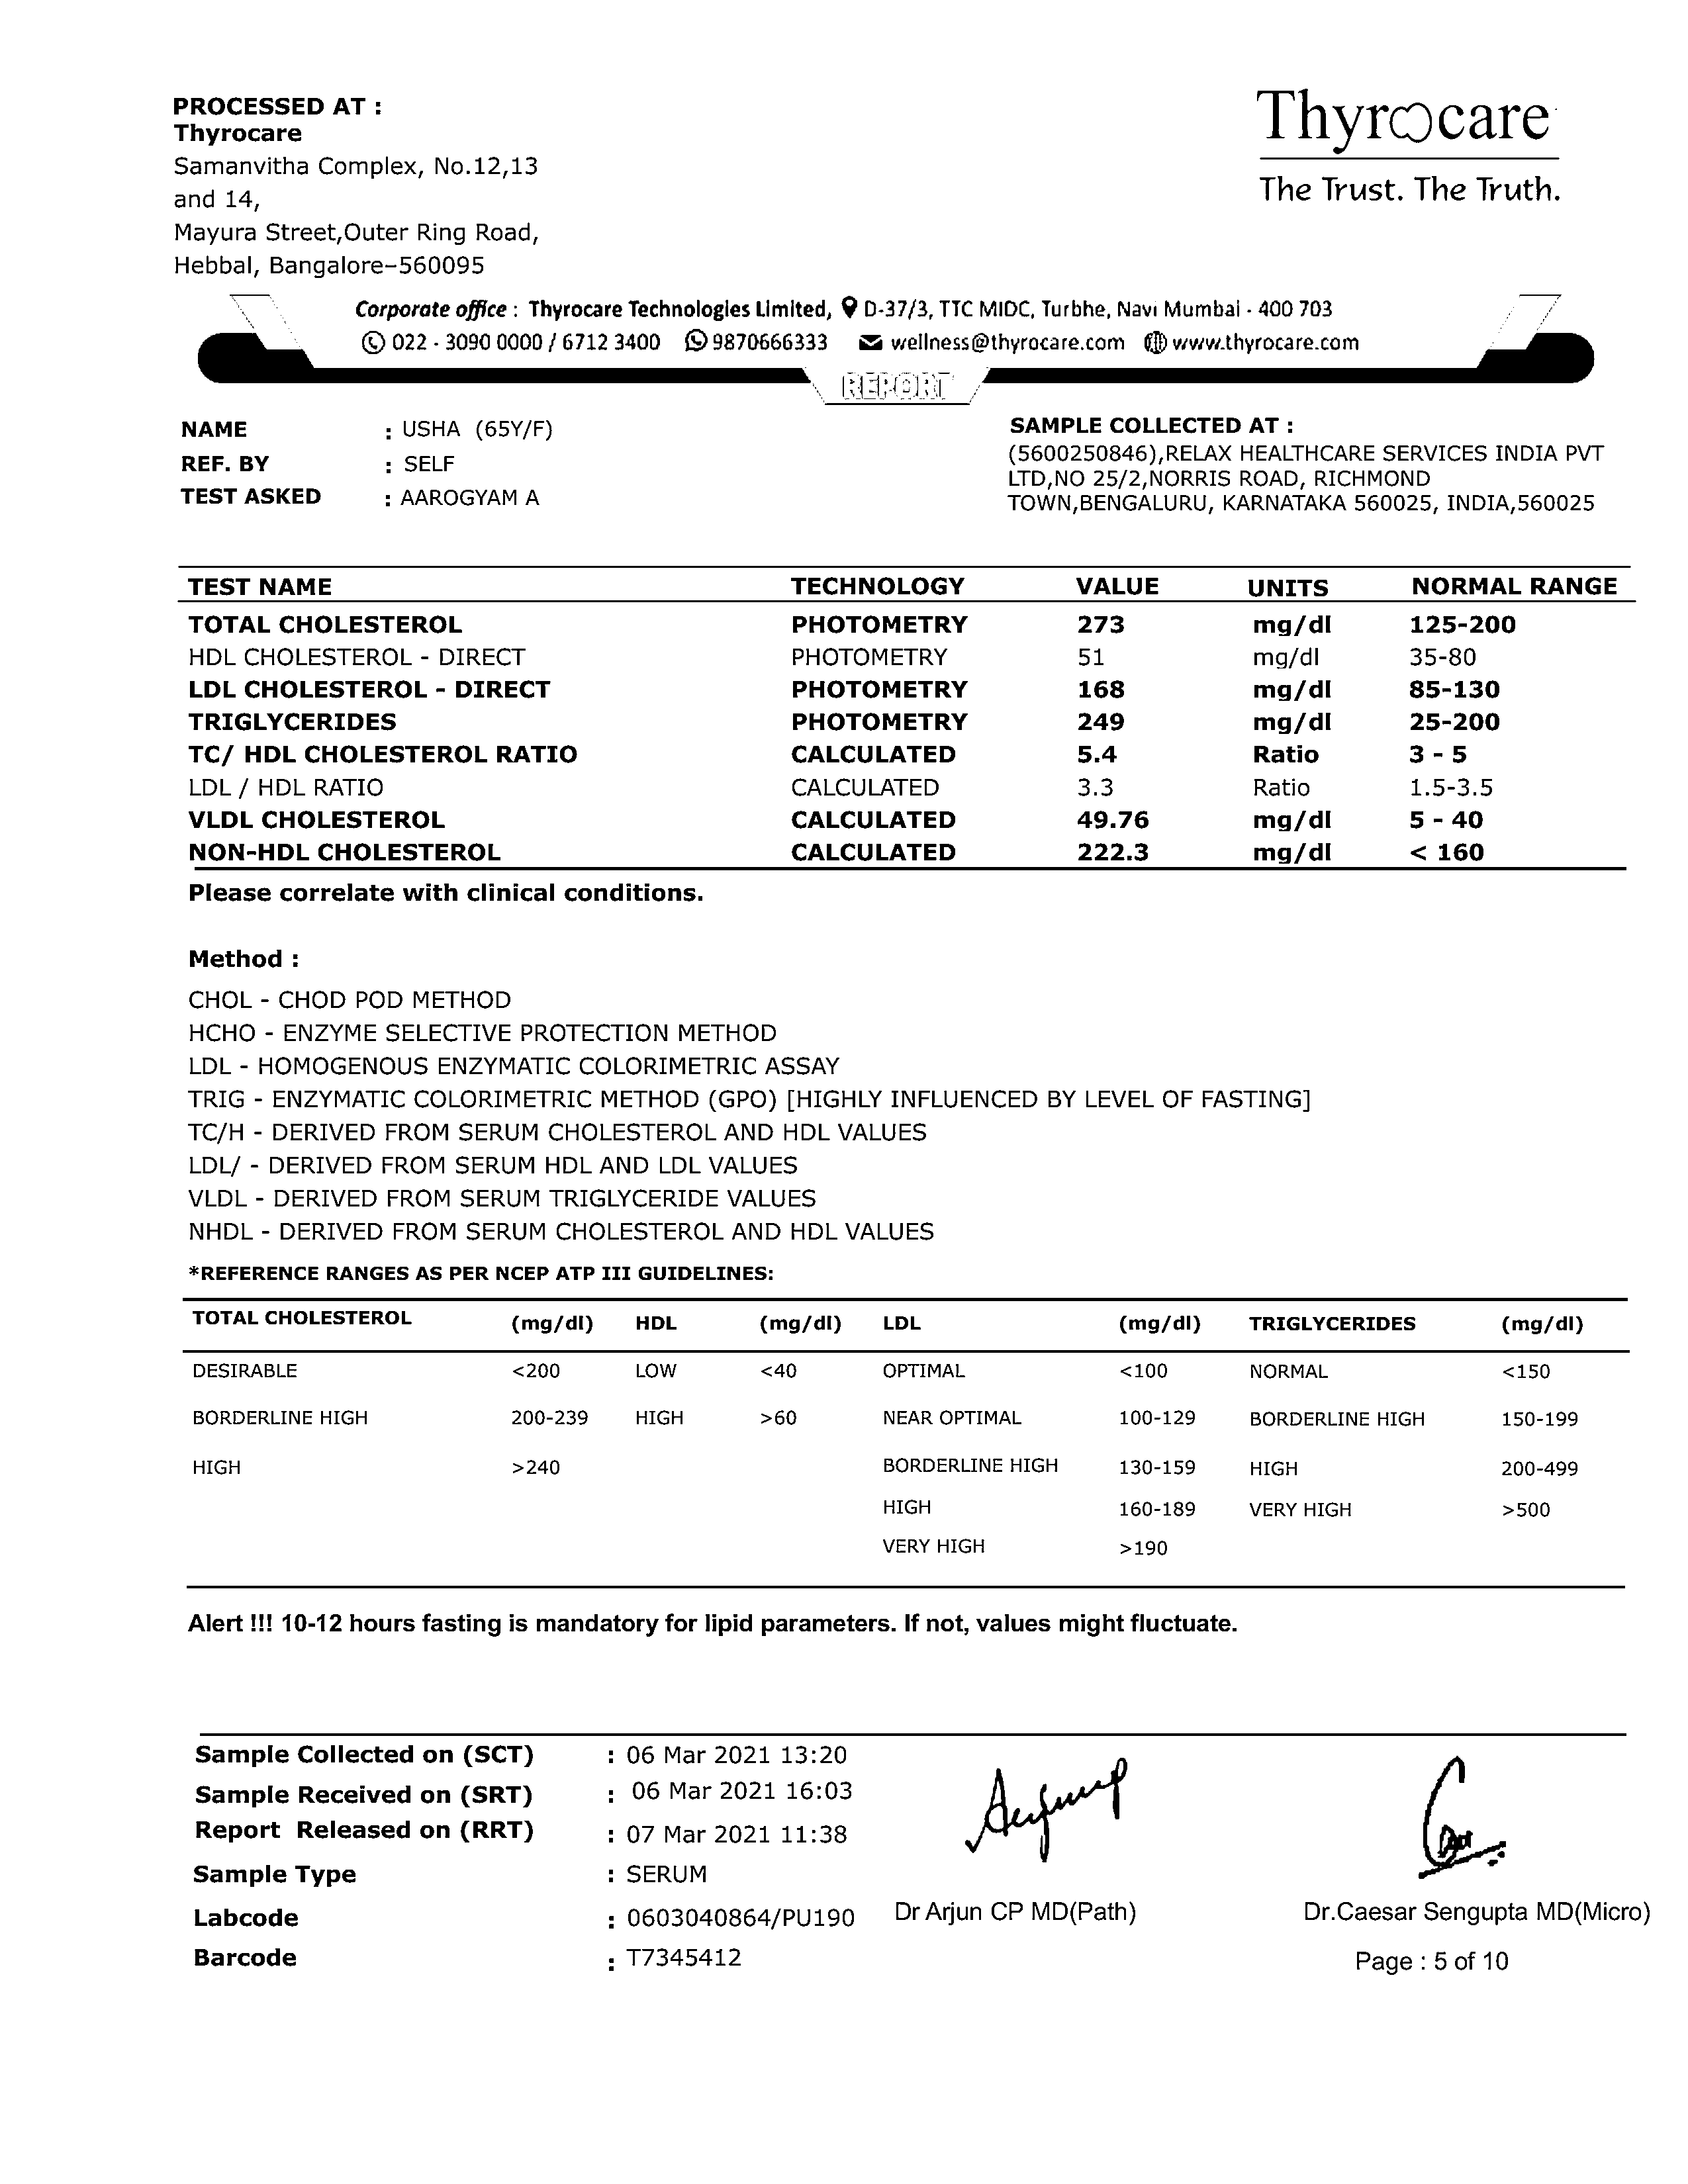 PROCESSED AT :
Thyrocare
Samanvitha Complex, No.12,13
and 14,
Mayura Street,Outer Ring Road,
Hebbal, Bangalore-560095
Thyrocare
The Trust. The Truth.
Corporate office : Thyrocare Technologies Limited, D-37/3, TTC MIDC, Turbhe, Navi Mumbai - 400 703
022 - 3090 0000 / 6712 3400 9870666333 wellness@thyrocare.com www.thyrocare.com
REPORT
NAME : USHA (65Y/F)
REF. BY : SELF
TEST ASKED : AAROGYAM A
SAMPLE COLLECTED AT :
(5600250846),RELAX HEALTHCARE SERVICES INDIA PVT
LTD,NO 25/2,NORRIS ROAD, RICHMOND
TOWN,BENGALURU, KARNATAKA 560025, INDIA,560025
TEST NAME TECHNOLOGY VALUE UNITS NORMAL RANGE
TOTAL CHOLESTEROL PHOTOMETRY 273 mg/dl 125-200
HDL CHOLESTEROL - DIRECT PHOTOMETRY 51 mg/dl 35-80
LDL CHOLESTEROL - DIRECT PHOTOMETRY 168 mg/dl 85-130
TRIGLYCERIDES PHOTOMETRY 249 mg/dl 25-200
TC/ HDL CHOLESTEROL RATIO CALCULATED 5.4 Ratio 3 - 5
LDL / HDL RATIO CALCULATED 3.3 Ratio 1.5-3.5
VLDL CHOLESTEROL CALCULATED 49.76 mg/dl 5 - 40
NON-HDL CHOLESTEROL CALCULATED 222.3 mg/dl < 160
Please correlate with clinical conditions.
Method :
CHOL - CHOD POD METHOD
HCHO - ENZYME SELECTIVE PROTECTION METHOD
LDL - HOMOGENOUS ENZYMATIC COLORIMETRIC ASSAY
TRIG - ENZYMATIC COLORIMETRIC METHOD (GPO) [HIGHLY INFLUENCED BY LEVEL OF FASTING]
TC/H - DERIVED FROM SERUM CHOLESTEROL AND HDL VALUES
LDL/ - DERIVED FROM SERUM HDL AND LDL VALUES
VLDL - DERIVED FROM SERUM TRIGLYCERIDE VALUES
NHDL - DERIVED FROM SERUM CHOLESTEROL AND HDL VALUES
*REFERENCE RANGES AS PER NCEP ATP III GUIDELINES:
TOTAL CHOLESTEROL (mg/dl) HDL (mg/dl) LDL (mg/dl) TRIGLYCERIDES (mg/dl)
DESIRABLE <200 LOW <40 OPTIMAL <100 NORMAL <150
BORDERLINE HIGH 200-239 HIGH >60 NEAR OPTIMAL 100-129 BORDERLINE HIGH 150-199
HIGH >240 BORDERLINE HIGH 130-159 HIGH 200-499
HIGH 160-189 VERY HIGH >500
VERY HIGH >190
Alert !!! 10-12 hours fasting is mandatory for lipid parameters. If not, values might fluctuate.
Sample Collected on (SCT) : 06 Mar 2021 13:20
Sample Received on (SRT) : 06 Mar 2021 16:03
Report Released on (RRT) : 07 Mar 2021 11:38
Sample Type : SERUM
Labcode : 0603040864/PU190 Dr Arjun CP MD(Path) Dr.Caesar Sengupta MD(Micro)
Barcode : T7345412 Page : 5 of 10